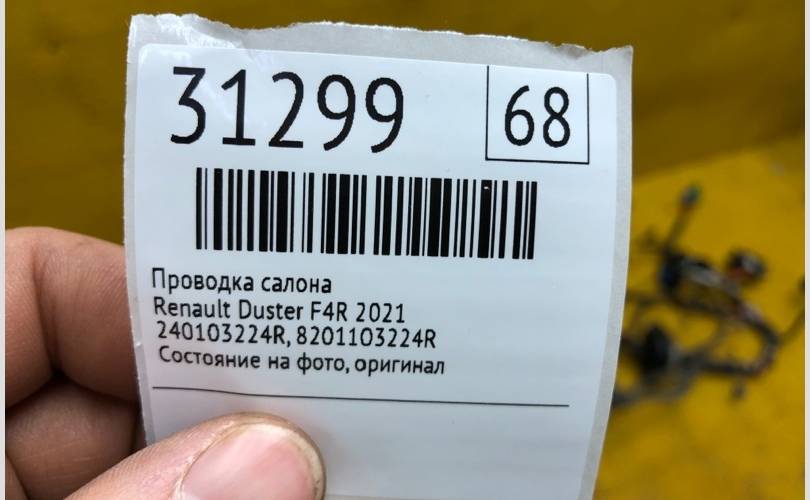 31299 68
Проводка салона
Renault Duster F4R 2021
240103224R, 8201103224R
Состояние на фото, оригинал